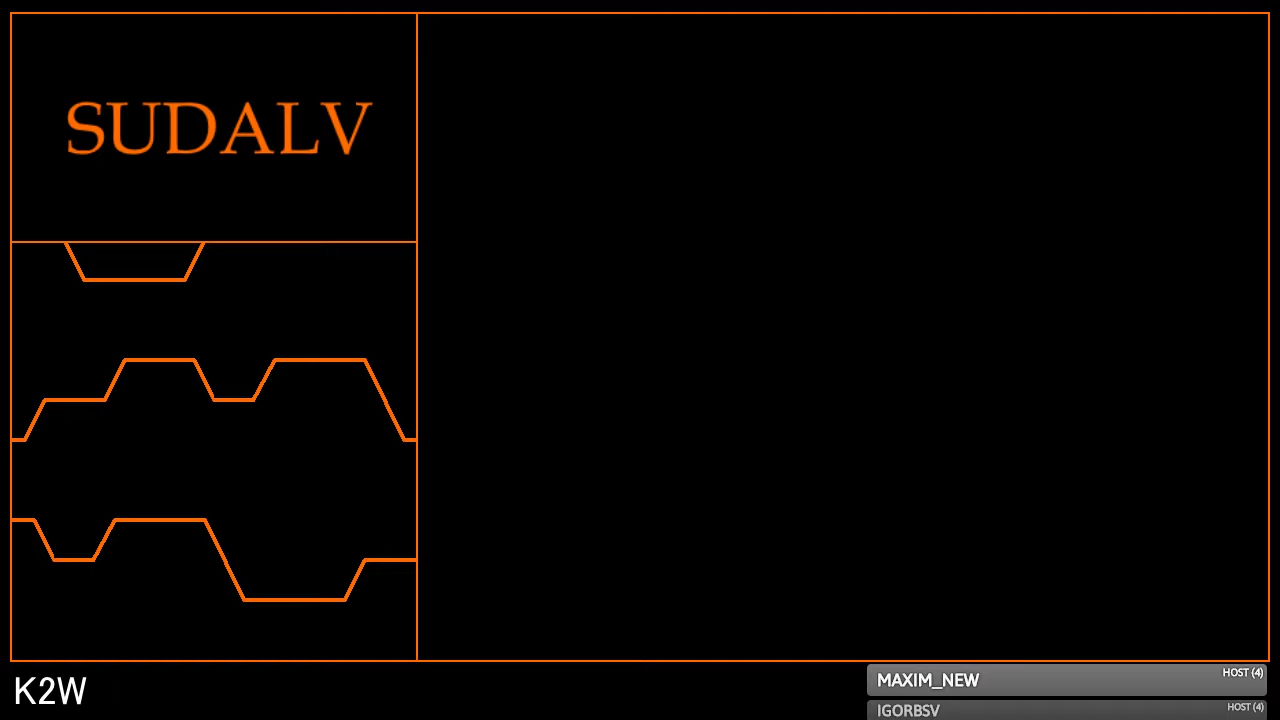 SUDALV
K2W
MAXIM_NEW
HOST (4)
IGORBSV
HOST (4)